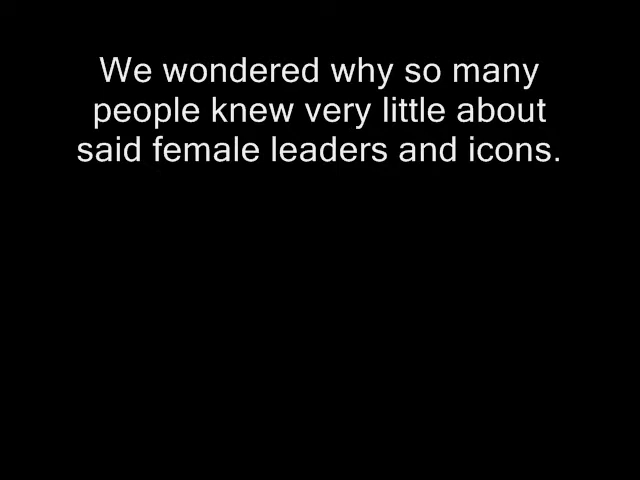 We wondered why so many
people knew very little about
said female leaders and icons.